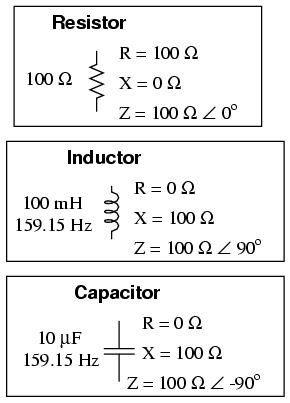 Resistor
R = 100 Ω
100 Ω
X = 0 Ω
Z = 100 Ω ∠ 0°
Inductor
R = 0 Ω
100 mH
X = 100 Ω
159.15 Hz
Z = 100 Ω ∠ 90°
Capacitor
R = 0 Ω
10 μF
X = 100 Ω
159.15 Hz
Z = 100 Ω ∠ -90°